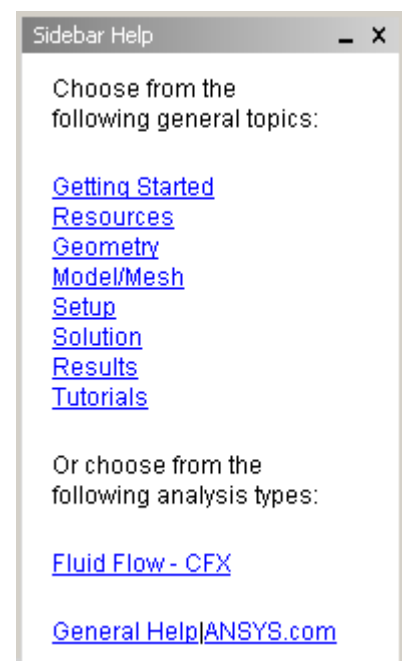 Sidebar Help
Choose from the
following general topics:
Getting Started
Resources
Geometry
Model/Mesh
Setup
Solution
Results
Tutorials
Or choose from the
following analysis types:
Fluid Flow - CFX
General Help|ANSYS.com